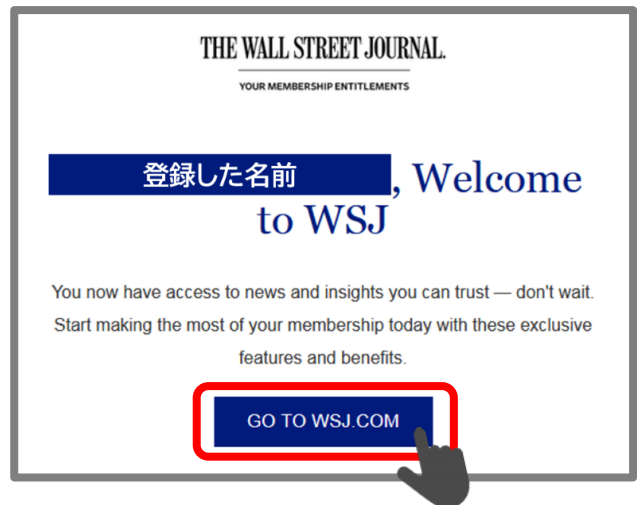 THE WALL STREET JOURNAL.
YOUR MEMBERSHIP ENTITLEMENTS
登録した名前, Welcome
to WSJ
You now have access to news and insights you can trust — don't wait.
Start making the most of your membership today with these exclusive
features and benefits.
GO TO WSJ.COM